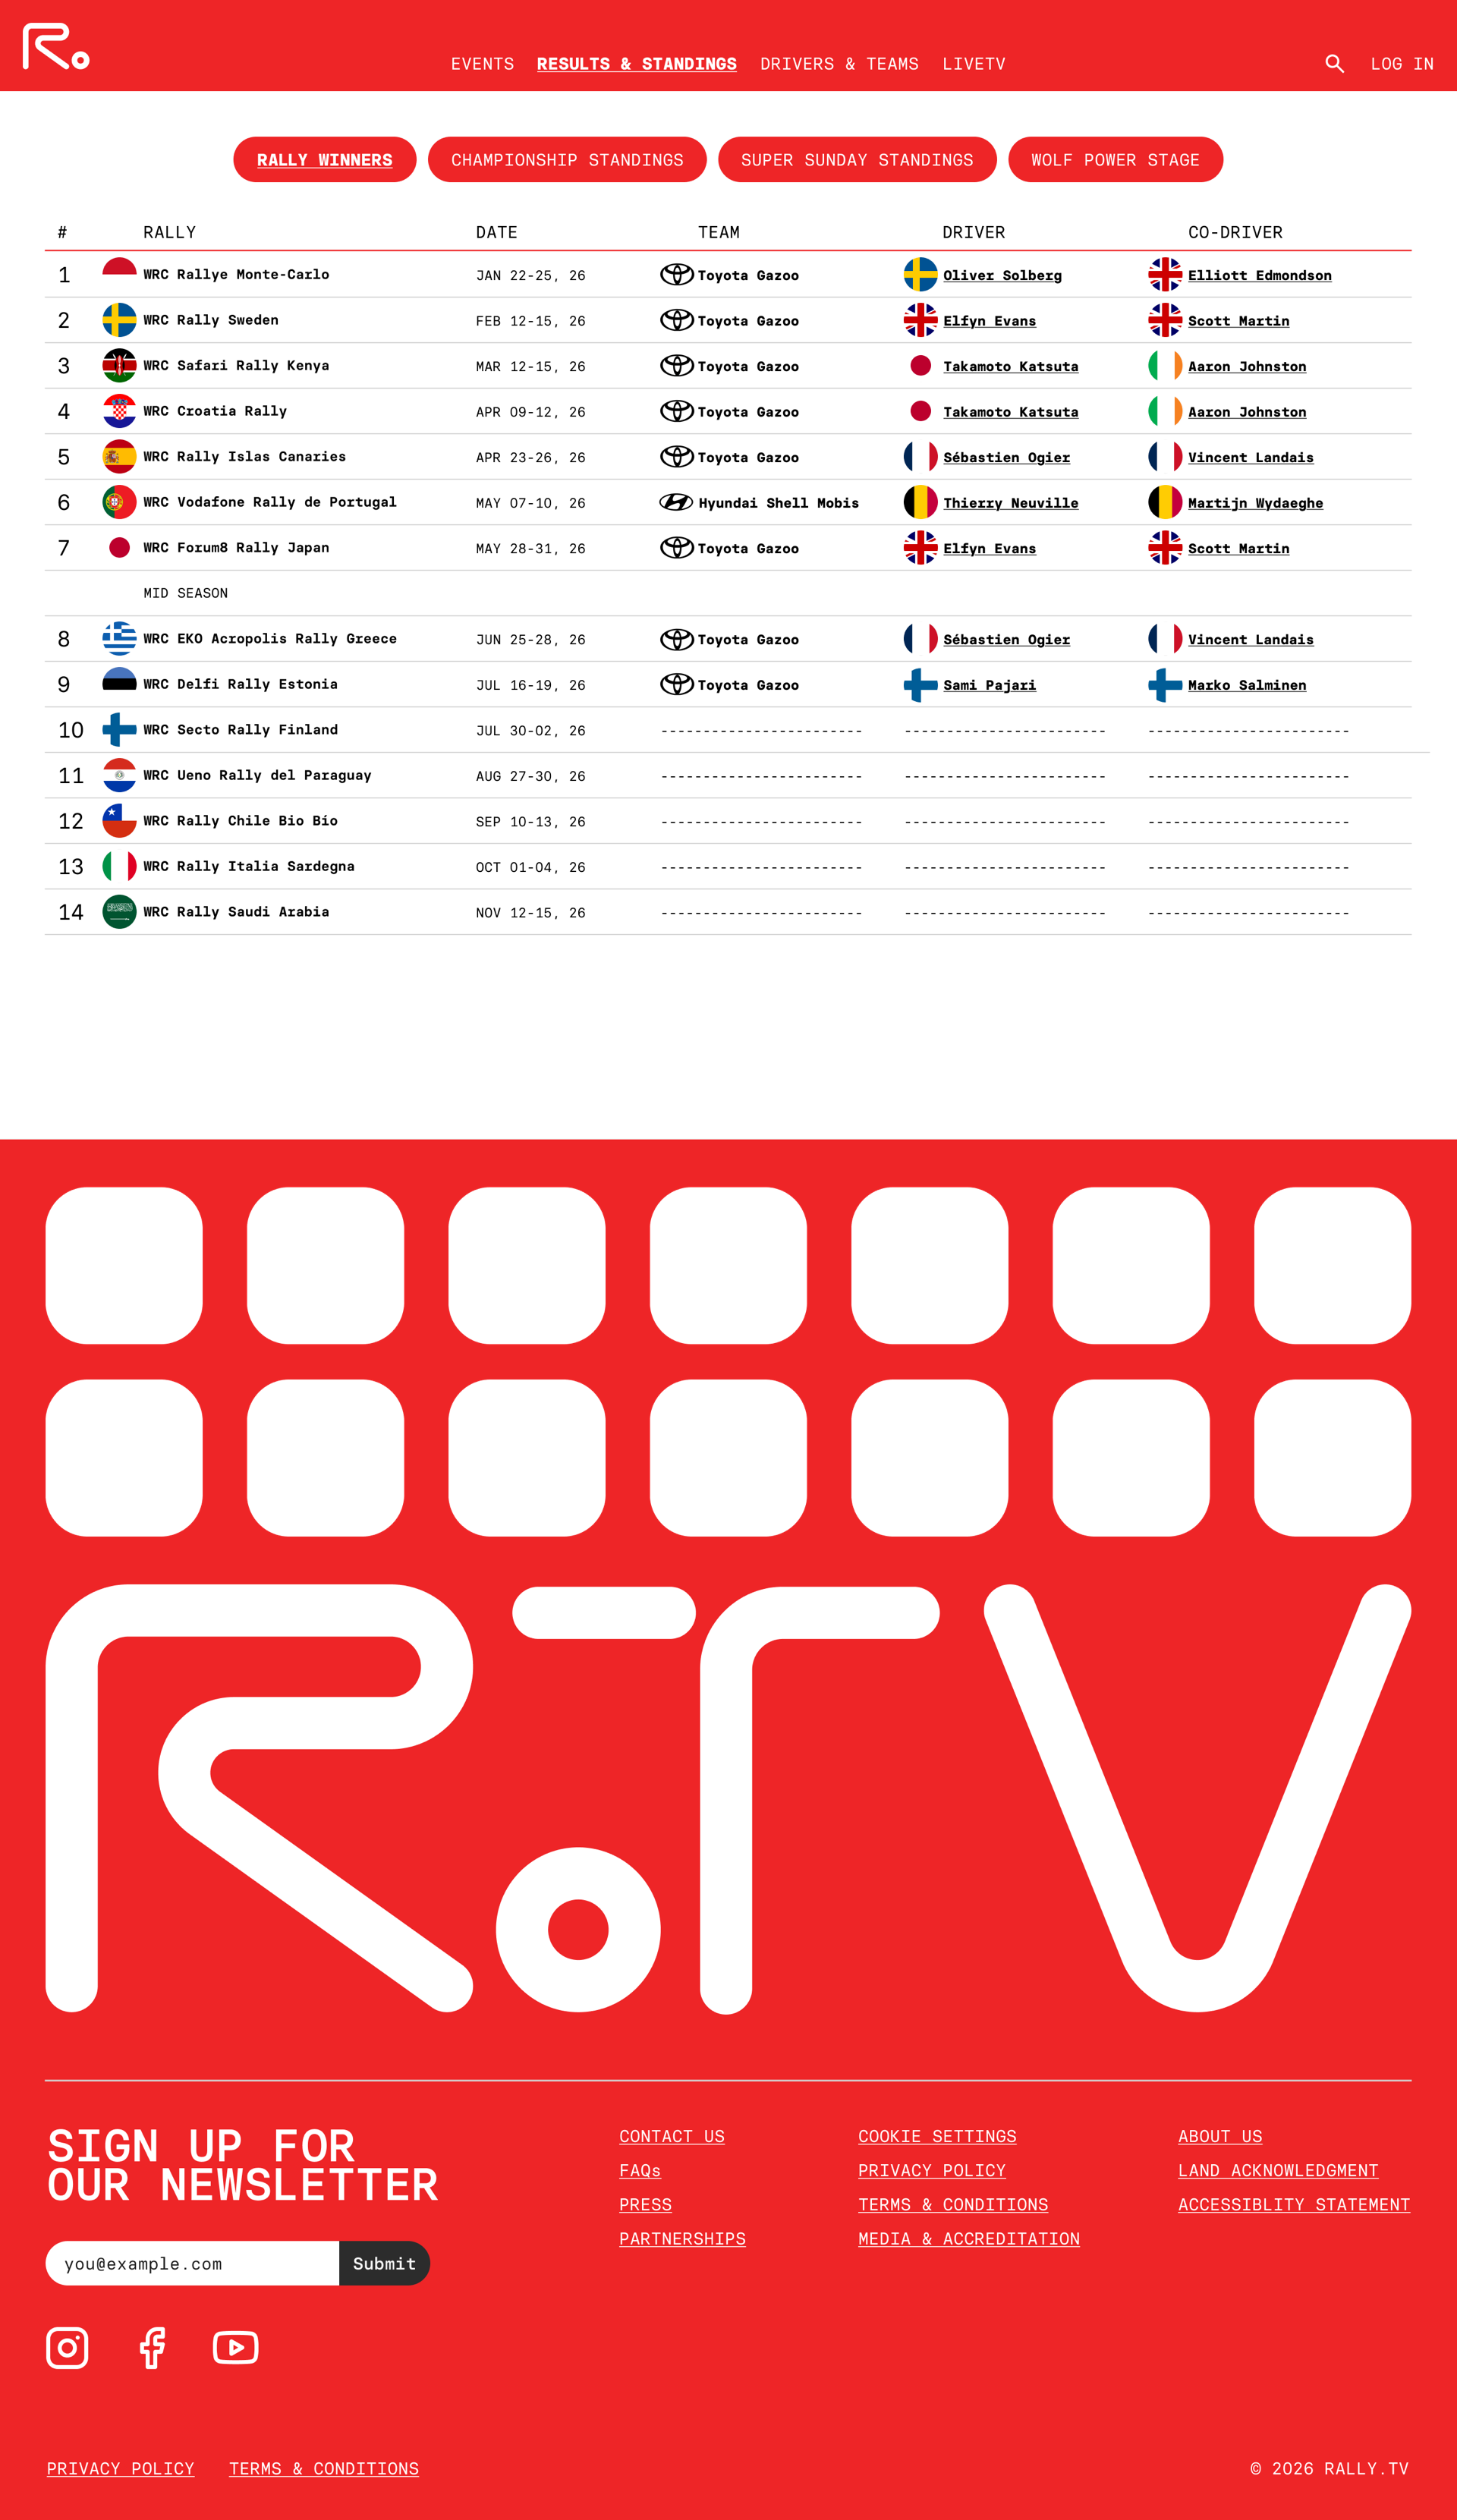 R.
EVENTS RESULTS & STANDINGS DRIVERS & TEAMS LIVETV LOG IN
RALLY WINNERS CHAMPIONSHIP STANDINGS SUPER SUNDAY STANDINGS WOLF POWER STAGE
# RALLY DATE TEAM DRIVER CO-DRIVER
1 WRC Rallye Monte-Carlo JAN 22-25, 26 Toyota Gazoo Oliver Solberg Elliott Edmondson
2 WRC Rally Sweden FEB 12-15, 26 Toyota Gazoo Elfyn Evans Scott Martin
3 WRC Safari Rally Kenya MAR 12-15, 26 Toyota Gazoo Takamoto Katsuta Aaron Johnston
4 WRC Croatia Rally APR 09-12, 26 Toyota Gazoo Takamoto Katsuta Aaron Johnston
5 WRC Rally Islas Canaries APR 23-26, 26 Toyota Gazoo Sébastien Ogier Vincent Landais
6 WRC Vodafone Rally de Portugal MAY 07-10, 26 Hyundai Shell Mobis Thierry Neuville Martijn Wydaeghe
7 WRC Forum8 Rally Japan MAY 28-31, 26 Toyota Gazoo Elfyn Evans Scott Martin
MID SEASON
8 WRC EKO Acropolis Rally Greece JUN 25-28, 26 Toyota Gazoo Sébastien Ogier Vincent Landais
9 WRC Delfi Rally Estonia JUL 16-19, 26 Toyota Gazoo Sami Pajari Marko Salminen
10 WRC Secto Rally Finland JUL 30-02, 26 ------------------------ ------------------------ ------------------------
11 WRC Ueno Rally del Paraguay AUG 27-30, 26 ------------------------ ------------------------ ------------------------
12 WRC Rally Chile Bio Bio SEP 10-13, 26 ------------------------ ------------------------ ------------------------
13 WRC Rally Italia Sardegna OCT 01-04, 26 ------------------------ ------------------------ ------------------------
14 WRC Rally Saudi Arabia NOV 12-15, 26 ------------------------ ------------------------ ------------------------
R.TV
SIGN UP FOR
OUR NEWSLETTER
you@example.com Submit
CONTACT US
FAQs
PRESS
PARTNERSHIPS
COOKIE SETTINGS
PRIVACY POLICY
TERMS & CONDITIONS
MEDIA & ACCREDITATION
ABOUT US
LAND ACKNOWLEDGMENT
ACCESSIBLITY STATEMENT
PRIVACY POLICY TERMS & CONDITIONS © 2026 RALLY.TV